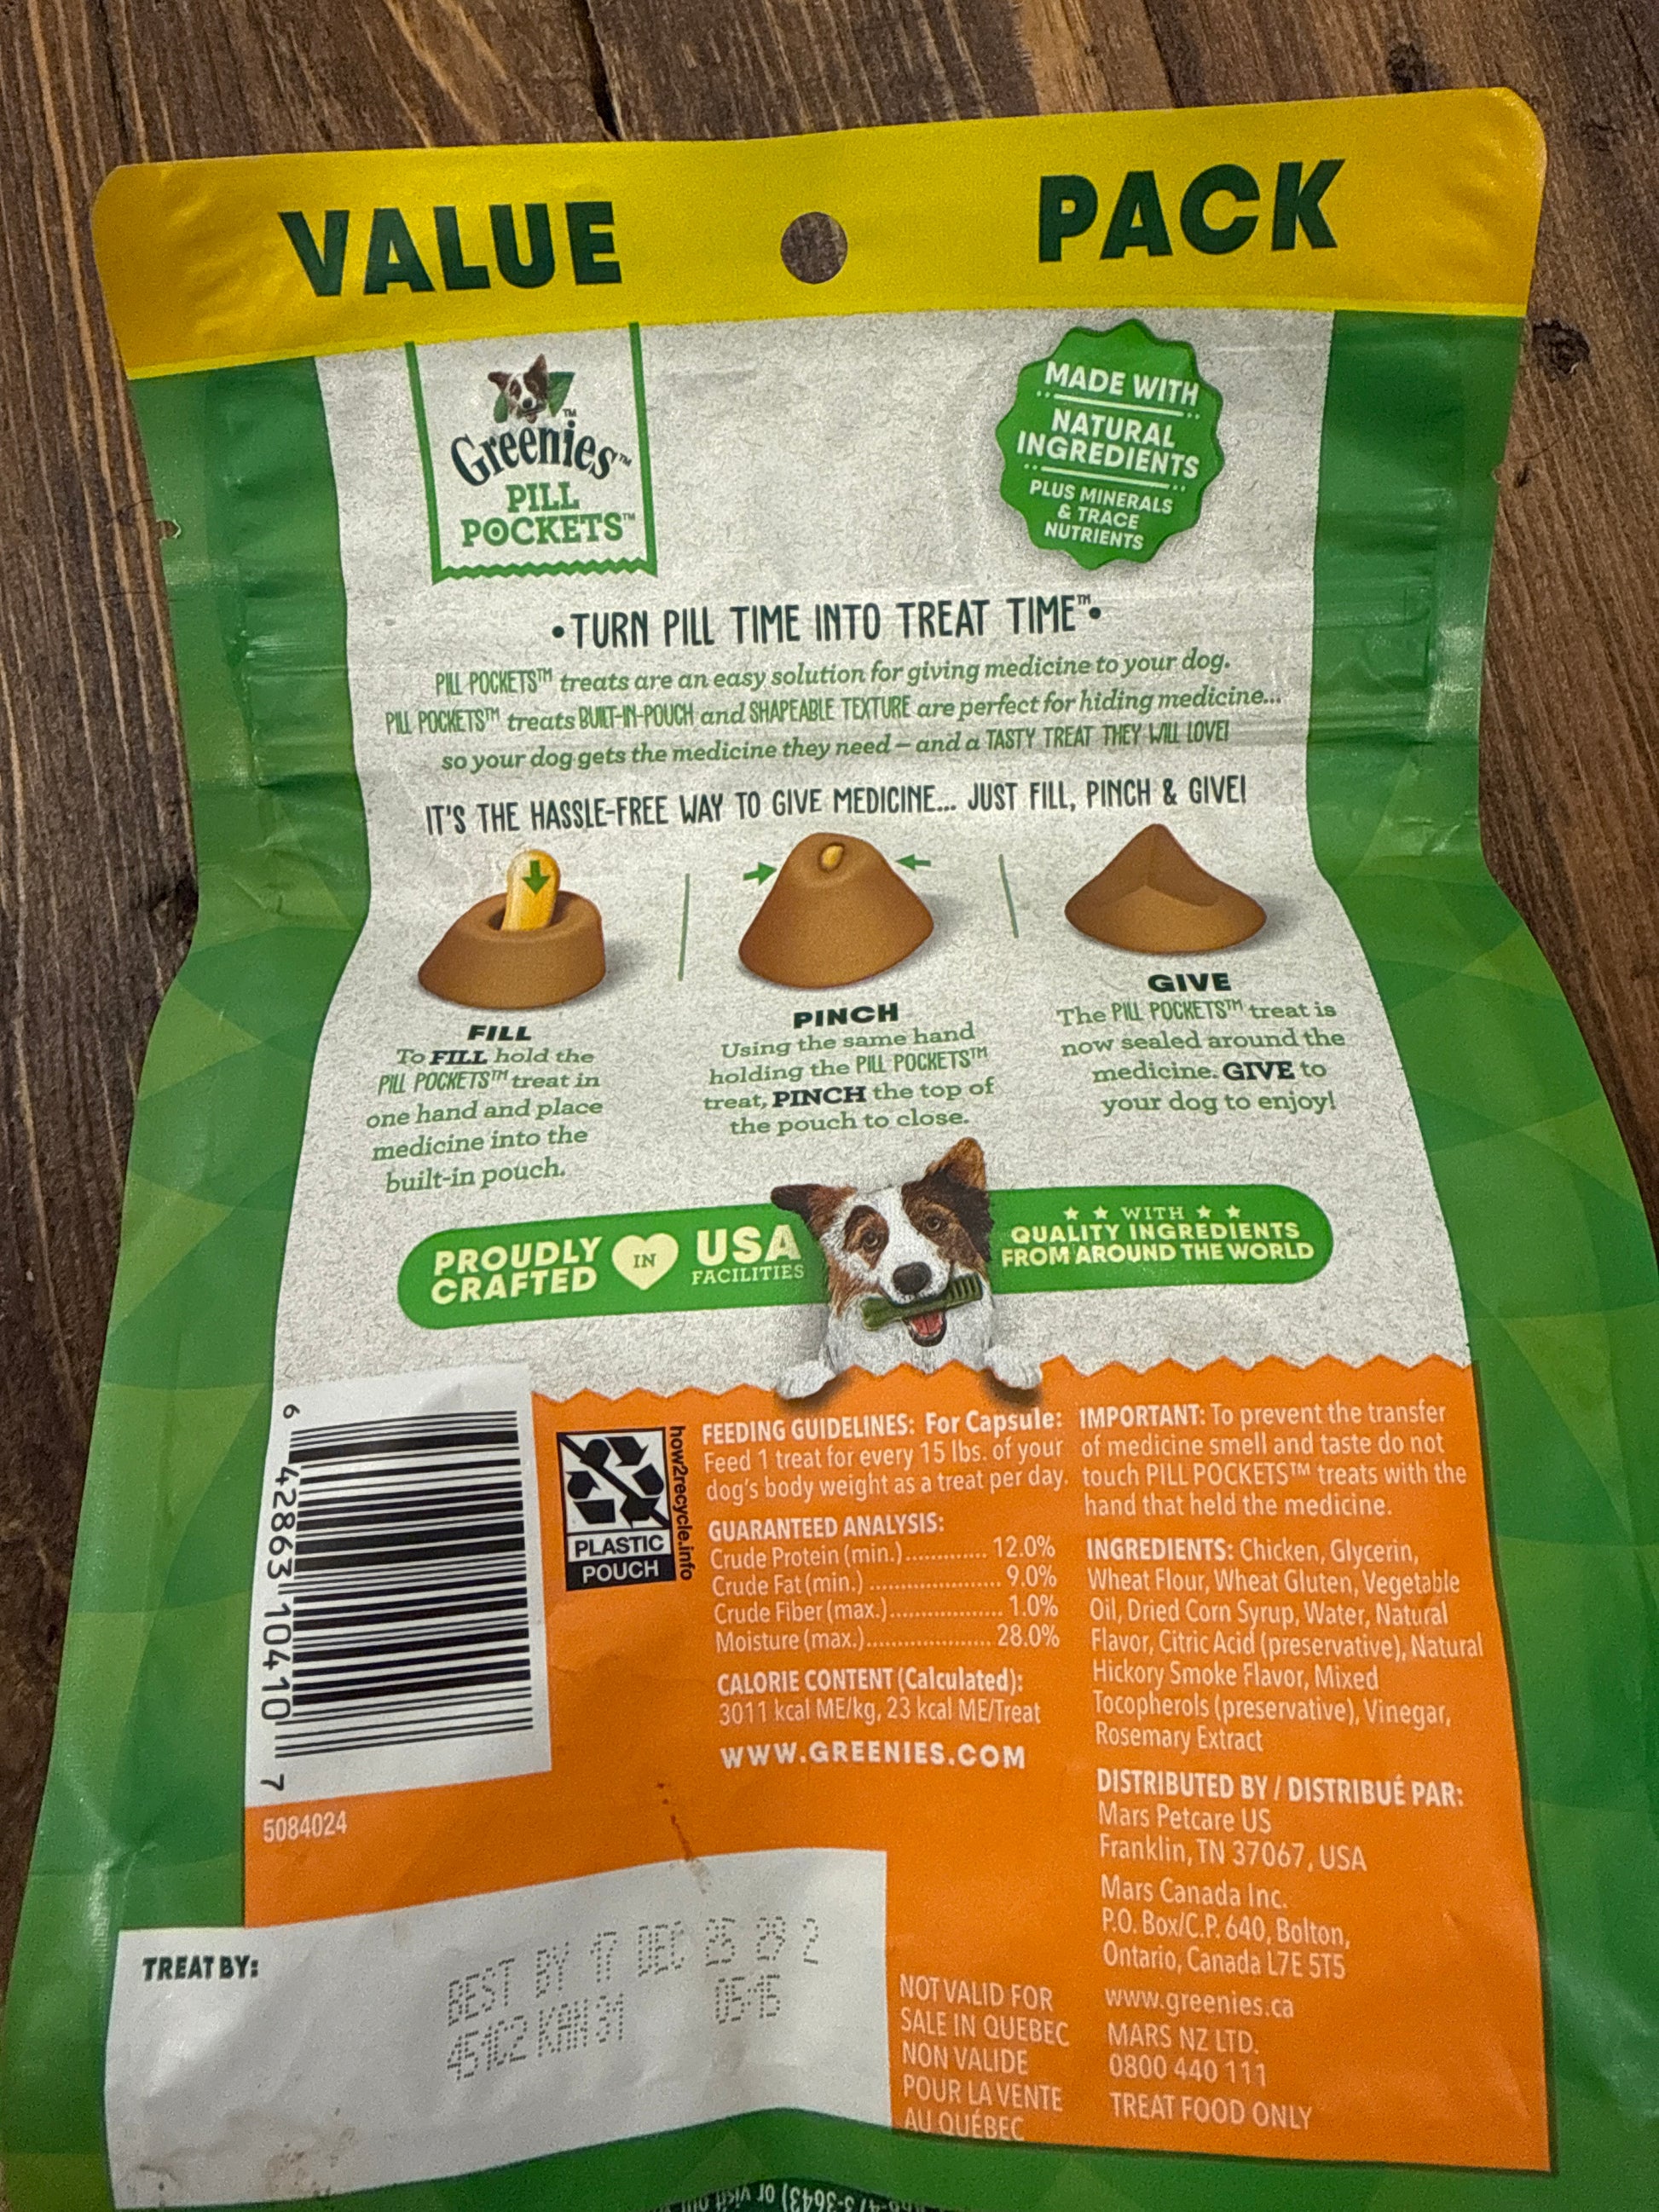 VALUE PACK
Greenies™
PILL
POCKETS™
MADE WITH
NATURAL
INGREDIENTS
PLUS MINERALS
& TRACE
NUTRIENTS
•TURN PILL TIME INTO TREAT TIME™•
PILL POCKETS™ treats are an easy solution for giving medicine to your dog.
PILL POCKETS™ treats BUILT-IN-POUCH and SHAPEABLE TEXTURE are perfect for hiding medicine...
so your dog gets the medicine they need – and a TASTY TREAT THEY WILL LOVE!
IT'S THE HASSLE-FREE WAY TO GIVE MEDICINE... JUST FILL, PINCH & GIVE!
FILL
To FILL hold the
PILL POCKETS™ treat in
one hand and place
medicine into the
built-in pouch.
PINCH
Using the same hand
holding the PILL POCKETS™
treat, PINCH the top of
the pouch to close.
GIVE
The PILL POCKETS™ treat is
now sealed around the
medicine. GIVE to
your dog to enjoy!
PROUDLY
CRAFTED
IN
USA
FACILITIES
★ ★ WITH ★ ★
QUALITY INGREDIENTS
FROM AROUND THE WORLD
6 42863 10410 7
5084024
how2recycle.info
PLASTIC
POUCH
FEEDING GUIDELINES: For Capsule:
Feed 1 treat for every 15 lbs. of your
dog's body weight as a treat per day.
GUARANTEED ANALYSIS:
Crude Protein (min.)............. 12.0%
Crude Fat (min.) .................... 9.0%
Crude Fiber (max.)................. 1.0%
Moisture (max.).................... 28.0%
CALORIE CONTENT (Calculated):
3011 kcal ME/kg, 23 kcal ME/Treat
WWW.GREENIES.COM
IMPORTANT: To prevent the transfer
of medicine smell and taste do not
touch PILL POCKETS™ treats with the
hand that held the medicine.
INGREDIENTS: Chicken, Glycerin,
Wheat Flour, Wheat Gluten, Vegetable
Oil, Dried Corn Syrup, Water, Natural
Flavor, Citric Acid (preservative), Natural
Hickory Smoke Flavor, Mixed
Tocopherols (preservative), Vinegar,
Rosemary Extract
DISTRIBUTED BY / DISTRIBUÉ PAR:
Mars Petcare US
Franklin, TN 37067, USA
Mars Canada Inc.
P.O. Box/C.P. 640, Bolton,
Ontario, Canada L7E 5T5
www.greenies.ca
MARS NZ LTD.
0800 440 111
TREAT FOOD ONLY
NOT VALID FOR
SALE IN QUEBEC
NON VALIDE
POUR LA VENTE
AU QUÉBEC
TREAT BY:
BEST BY 17 DEC 25 29 2
451C2 KAN 31 05:15
or visit